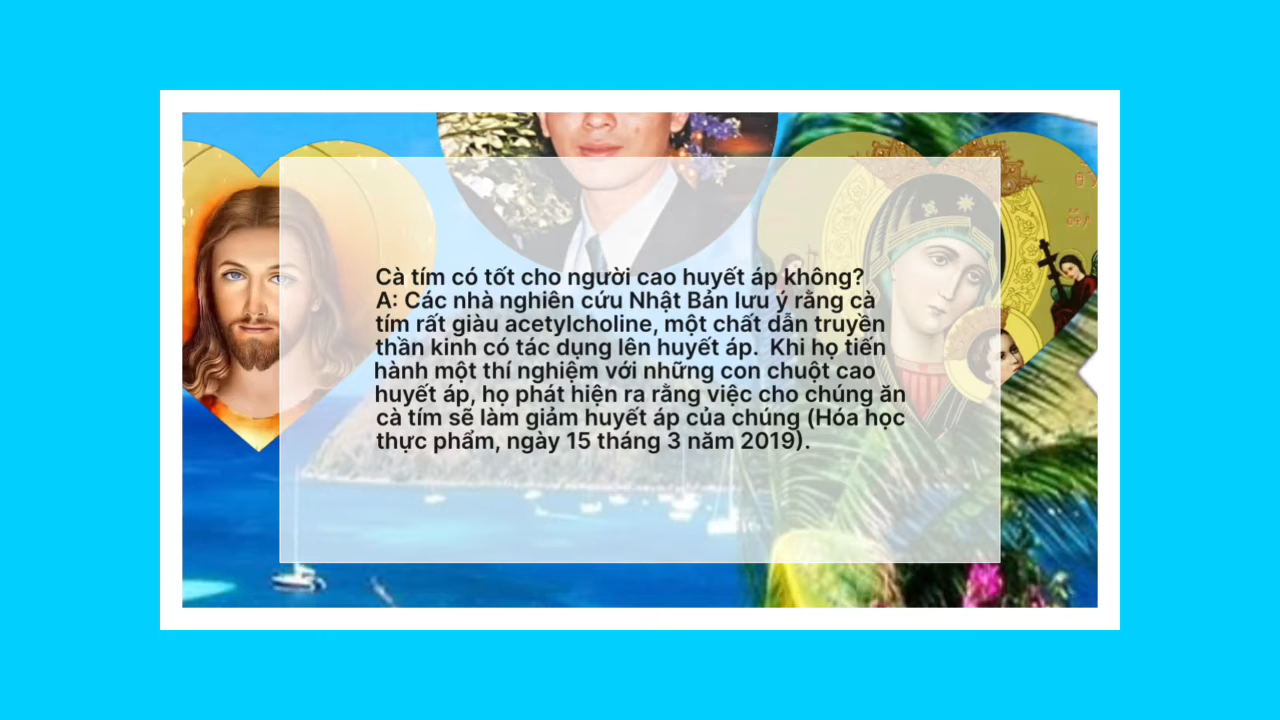 Cà tím có tốt cho người cao huyết áp không?
A: Các nhà nghiên cứu Nhật Bản lưu ý rằng cà
tím rất giàu acetylcholine, một chất dẫn truyền
thần kinh có tác dụng lên huyết áp.  Khi họ tiến
hành một thí nghiệm với những con chuột cao
huyết áp, họ phát hiện ra rằng việc cho chúng ăn
cà tím sẽ làm giảm huyết áp của chúng (Hóa học
thực phẩm, ngày 15 tháng 3 năm 2019).